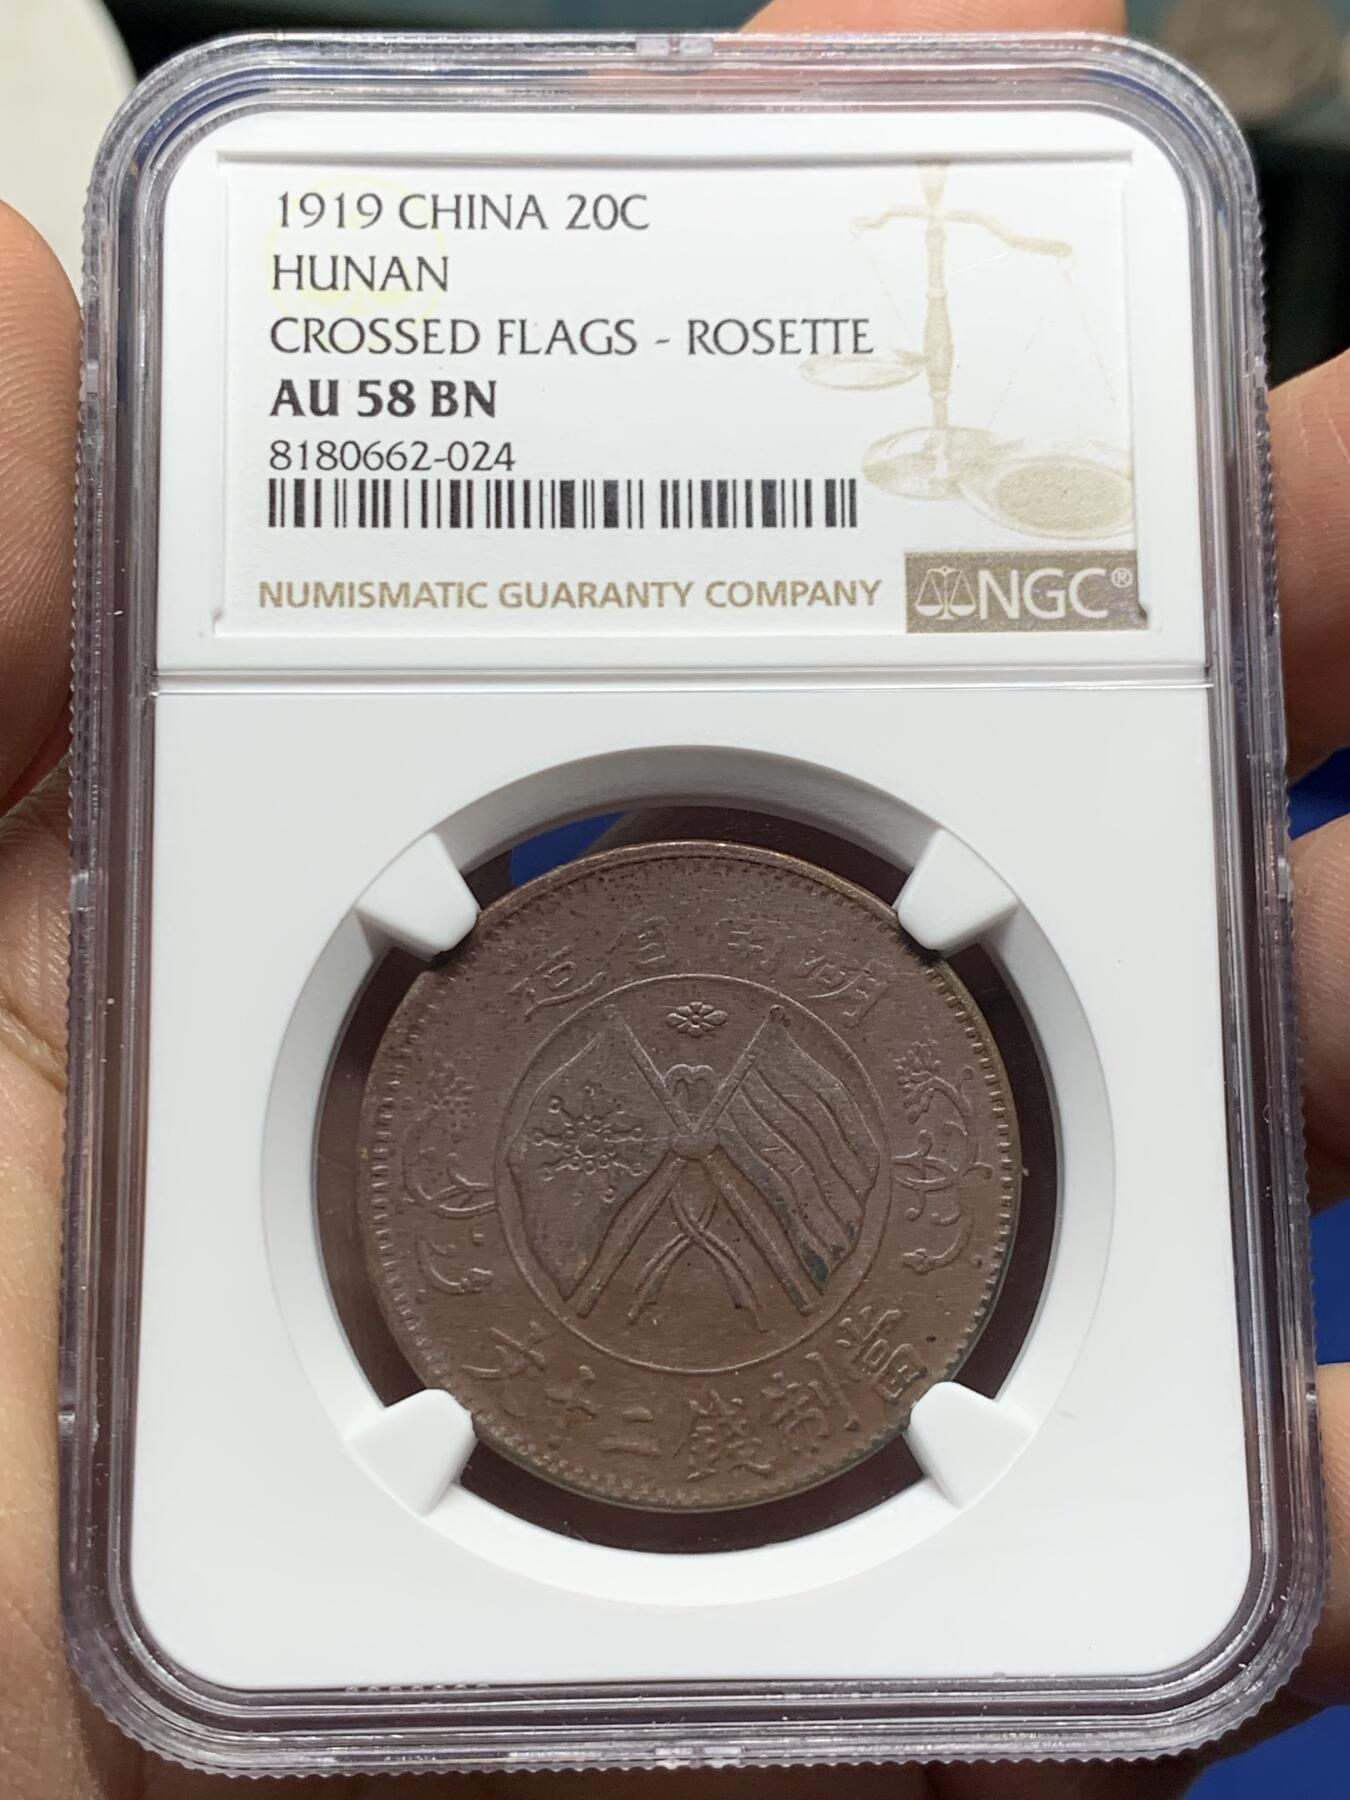 1919 CHINA 20C
HUNAN
CROSSED FLAGS - ROSETTE
AU 58 BN
8180662-024
NUMISMATIC GUARANTY COMPANY
NGC®
造自南湖
文十二錢制當